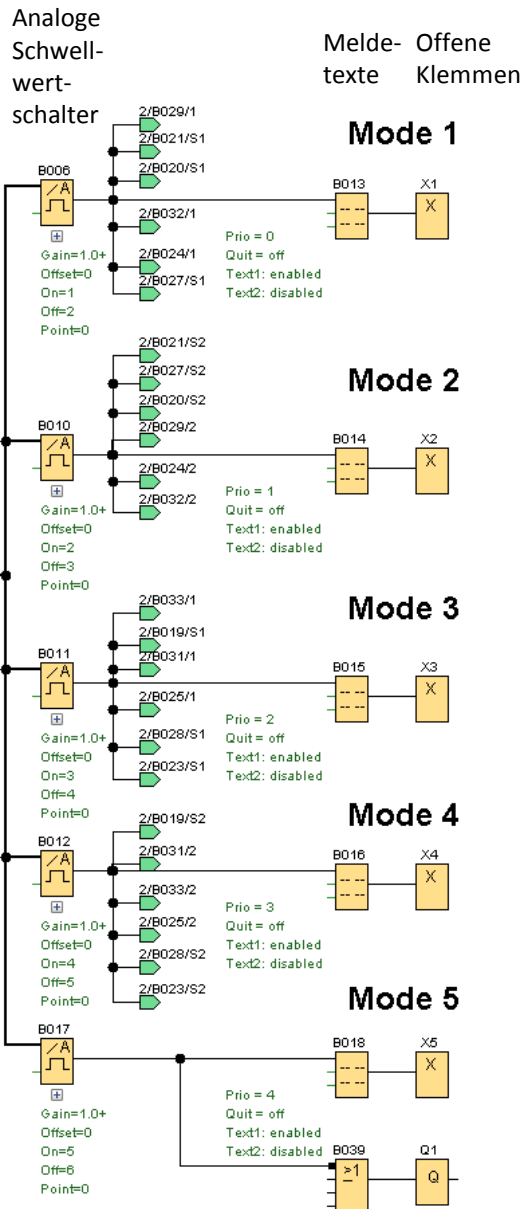 Analoge
Schwell-
wert-
schalter
Melde-
texte
Offene
Klemmen
Mode 1
2/B029/1
2/B021/S1
2/B020/S1
B006
/A
2/B032/1
2/B024/1
2/B027/S1
Gain=1.0+
Offset=0
On=1
Off=2
Point=0
Prio = 0
Quit = off
Text1: enabled
Text2: disabled
B013
X1
X
Mode 2
2/B021/S2
2/B027/S2
2/B020/S2
2/B029/2
B010
/A
2/B024/2
2/B032/2
Gain=1.0+
Offset=0
On=2
Off=3
Point=0
Prio = 1
Quit = off
Text1: enabled
Text2: disabled
B014
X2
X
Mode 3
2/B033/1
2/B019/S1
2/B031/1
B011
/A
2/B025/1
2/B028/S1
2/B023/S1
Gain=1.0+
Offset=0
On=3
Off=4
Point=0
Prio = 2
Quit = off
Text1: enabled
Text2: disabled
B015
X3
X
Mode 4
2/B019/S2
2/B031/2
B012
/A
2/B033/2
2/B025/2
2/B028/S2
2/B023/S2
Gain=1.0+
Offset=0
On=4
Off=5
Point=0
Prio = 3
Quit = off
Text1: enabled
Text2: disabled
B016
X4
X
Mode 5
B017
/A
Gain=1.0+
Offset=0
On=5
Off=6
Point=0
Prio = 4
Quit = off
Text1: enabled
Text2: disabled
B018
X5
X
B039
≥1
Q1
Q